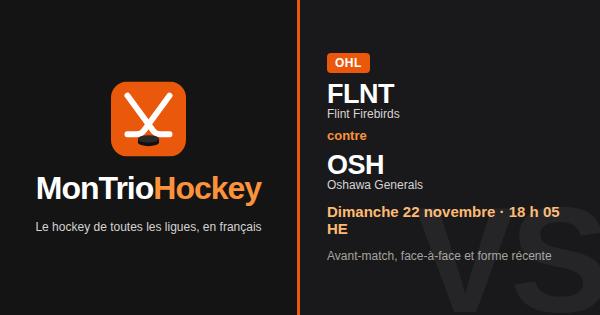 MonTrioHockey
Le hockey de toutes les ligues, en français
OHL
FLNT
Flint Firebirds
contre
OSH
Oshawa Generals
Dimanche 22 novembre · 18 h 05
HE
Avant-match, face-à-face et forme récente
VS